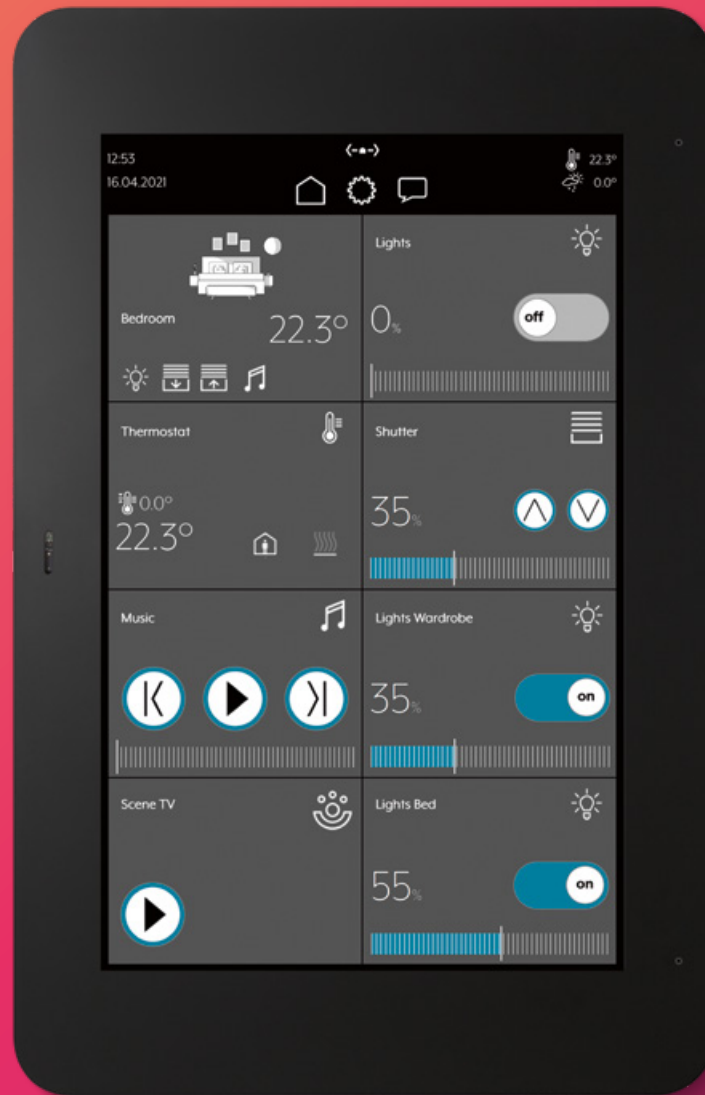 12:53
16.04.2021
22.3°
0.0°
Bedroom
22.3°
Lights
0%
off
Thermostat
0.0°
22.3°
Shutter
35%
Music
Lights Wardrobe
35%
on
Scene TV
Lights Bed
55%
on